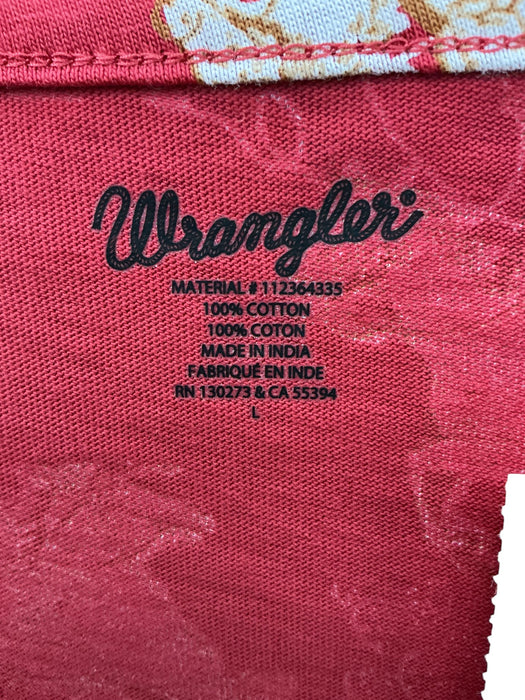 Wrangler
MATERIAL # 112364335
100% COTTON
100% COTON
MADE IN INDIA
FABRIQUÉ EN INDE
RN 130273 & CA 55394
L